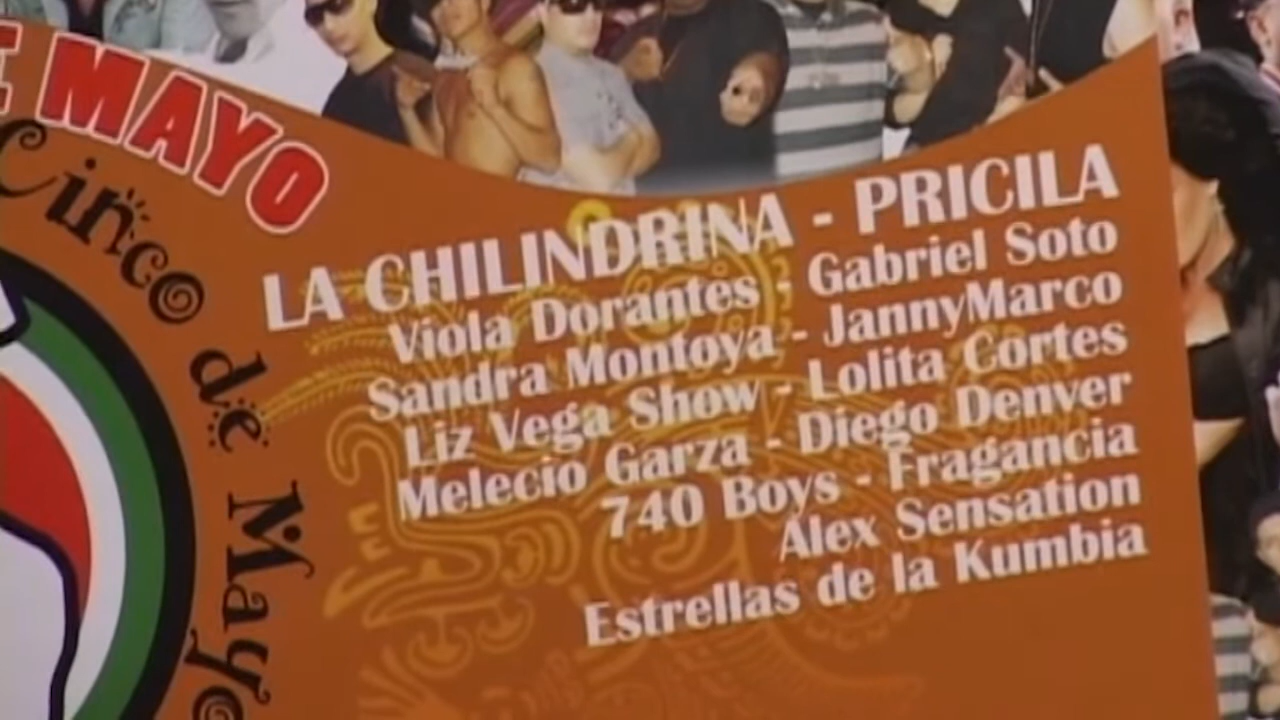 E MAYO
Cinco de Mayo
LA CHILINDRINA - PRICILA
Viola Dorantes - Gabriel Soto
Sandra Montoya - JannyMarco
Liz Vega Show - Lolita Cortes
Melecio Garza - Diego Denver
740 Boys - Fragancia
Alex Sensation
Estrellas de la Kumbia